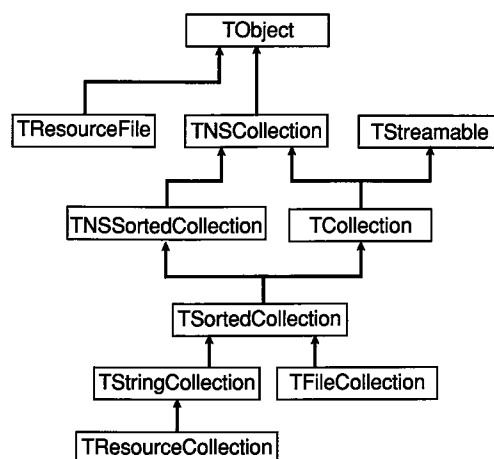 TObject
TResourceFile
TNSCollection
TStreamable
TNSSortedCollection
TCollection
TSortedCollection
TStringCollection
TFileCollection
TResourceCollection